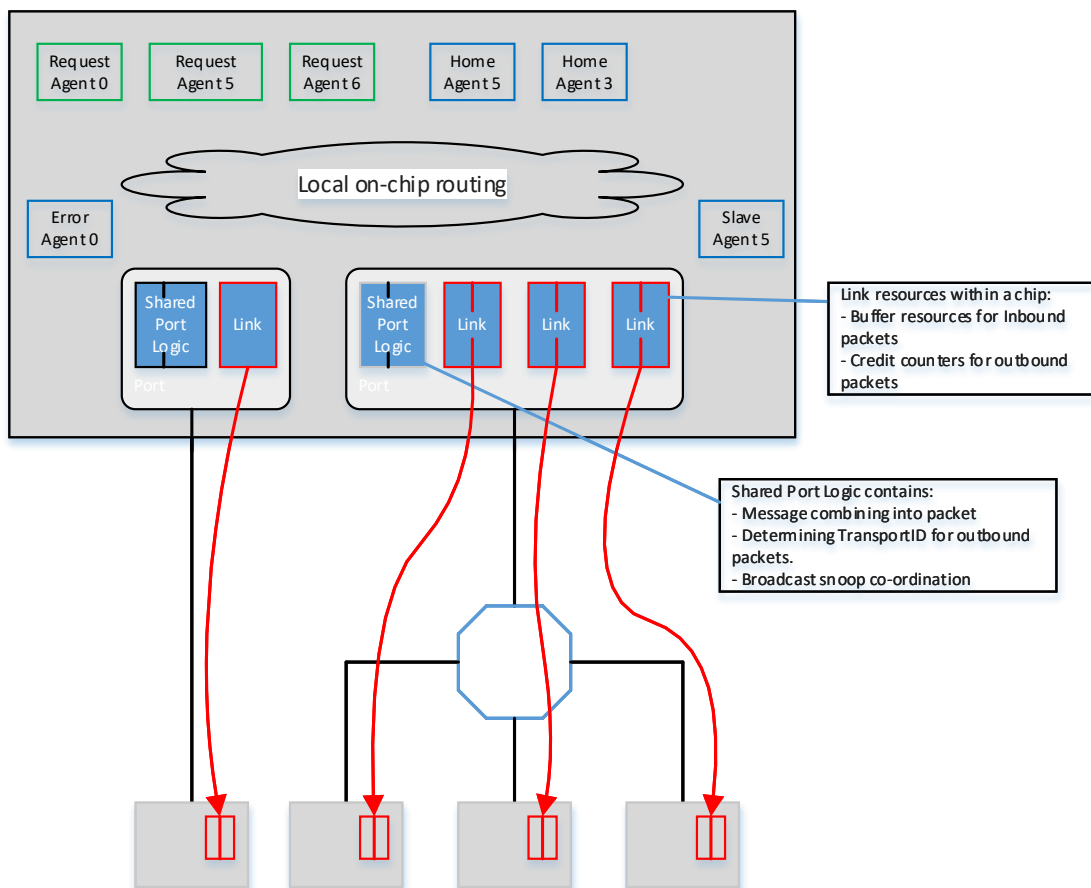 Request
Agent 0
Request
Agent 5
Request
Agent 6
Home
Agent 5
Home
Agent 3
Local on-chip routing
Error
Agent 0
Slave
Agent 5
Shared
Port
Logic
Link
Port
Shared
Port
Logic
Link
Link
Link
Port
Link resources within a chip:
- Buffer resources for Inbound
packets
- Credit counters for outbound
packets
Shared Port Logic contains:
- Message combining into packet
- Determining TransportID for outbound
packets.
- Broadcast snoop co-ordination